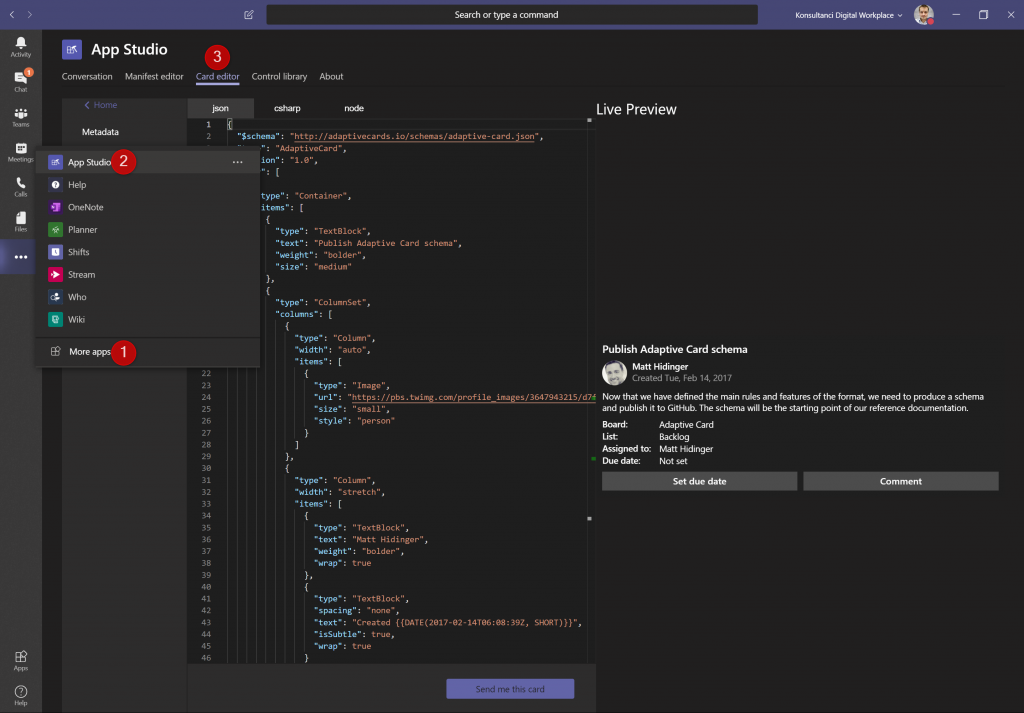 Search or type a command
Konsultanci Digital Workplace
Activity
Chat
1
Teams
Meetings
Calls
Files
Apps
Help
App Studio
3
Conversation
Manifest editor
Card editor
Control library
About
Home
Metadata
App Studio
2
Help
OneNote
Planner
Shifts
Stream
Who
Wiki
More apps
1
json
csharp
node
1 {
2 "$schema": "http://adaptivecards.io/schemas/adaptive-card.json",
"AdaptiveCard",
ion": "1.0",
": [
type": "Container",
items": [
{
"type": "TextBlock",
"text": "Publish Adaptive Card schema",
"weight": "bolder",
"size": "medium"
},
{
"type": "ColumnSet",
"columns": [
{
"type": "Column",
"width": "auto",
"items": [
22 {
23 "type": "Image",
24 "url": "https://pbs.twimg.com/profile_images/3647943215/d7f
25 "size": "small",
26 "style": "person"
27 }
28 ]
29 },
30 {
31 "type": "Column",
32 "width": "stretch",
33 "items": [
34 {
35 "type": "TextBlock",
36 "text": "Matt Hidinger",
37 "weight": "bolder",
38 "wrap": true
39 },
40 {
41 "type": "TextBlock",
42 "spacing": "none",
43 "text": "Created {{DATE(2017-02-14T06:08:39Z, SHORT)}}",
44 "isSubtle": true,
45 "wrap": true
46 }
Send me this card
Live Preview
Publish Adaptive Card schema
Matt Hidinger
Created Tue, Feb 14, 2017
Now that we have defined the main rules and features of the format, we need to produce a schema
and publish it to GitHub. The schema will be the starting point of our reference documentation.
Board: Adaptive Card
List: Backlog
Assigned to: Matt Hidinger
Due date: Not set
Set due date
Comment